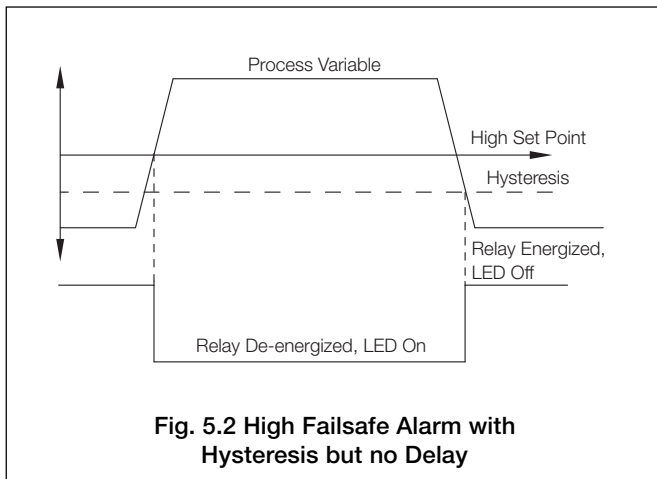 Process Variable
High Set Point
Hysteresis
Relay Energized,
LED Off
Relay De-energized, LED On
Fig. 5.2 High Failsafe Alarm with
Hysteresis but no Delay